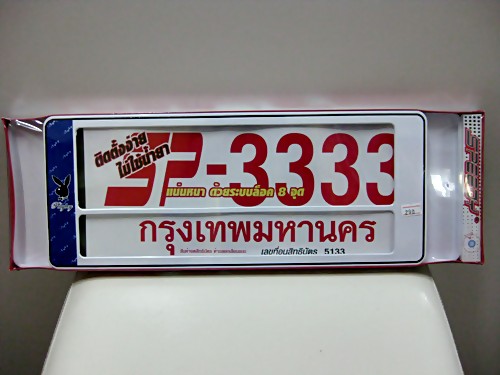 ติดตั้งง่าย
ไม่ใช้น้ำยา
SP-3333
แน่นหนา ด้วยระบบล็อค 8 จุด
กรุงเทพมหานคร
เลขที่อนุสิทธิบัตร 5133